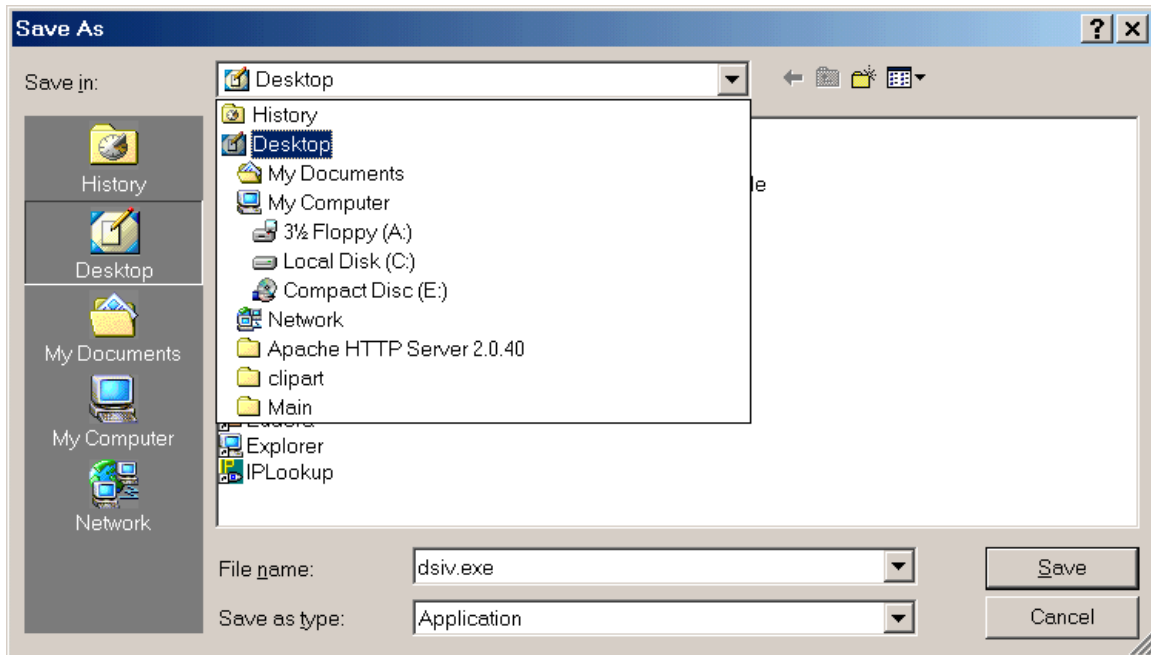 Save As
Save in:
Desktop
History
Desktop
My Documents
My Computer
3½ Floppy (A:)
Local Disk (C:)
Compact Disc (E:)
Network
Apache HTTP Server 2.0.40
clipart
Main
Explorer
IPLookup
History
Desktop
My Documents
My Computer
Network
File name:
dsiv.exe
Save
Save as type:
Application
Cancel